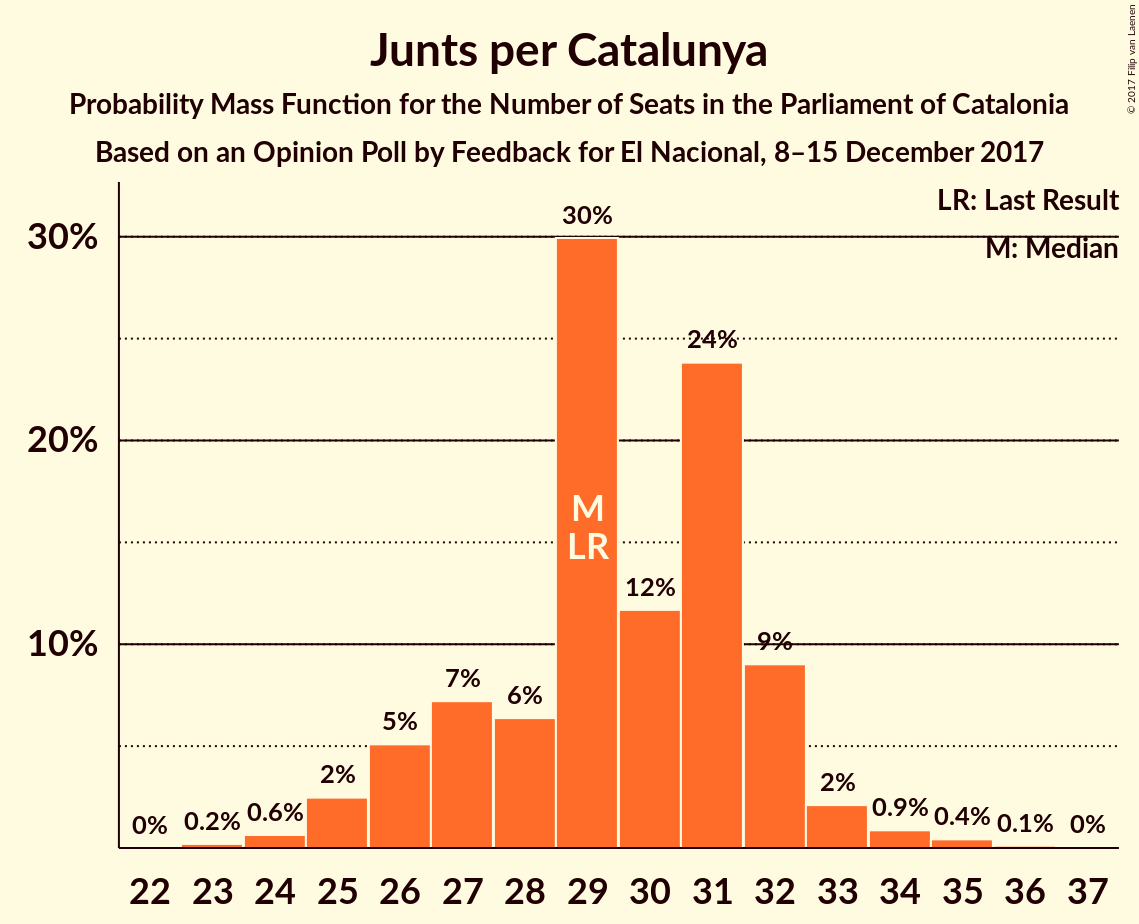 Junts per Catalunya
Probability Mass Function for the Number of Seats in the Parliament of Catalonia
Based on an Opinion Poll by Feedback for El Nacional, 8–15 December 2017
© 2017 Filip van Laenen
LR: Last Result
M: Median
30%
20%
10%
0%
0.2%
0.6%
2%
5%
7%
6%
30%
12%
24%
9%
2%
0.9%
0.4%
0.1%
0%
M
LR
22 23 24 25 26 27 28 29 30 31 32 33 34 35 36 37